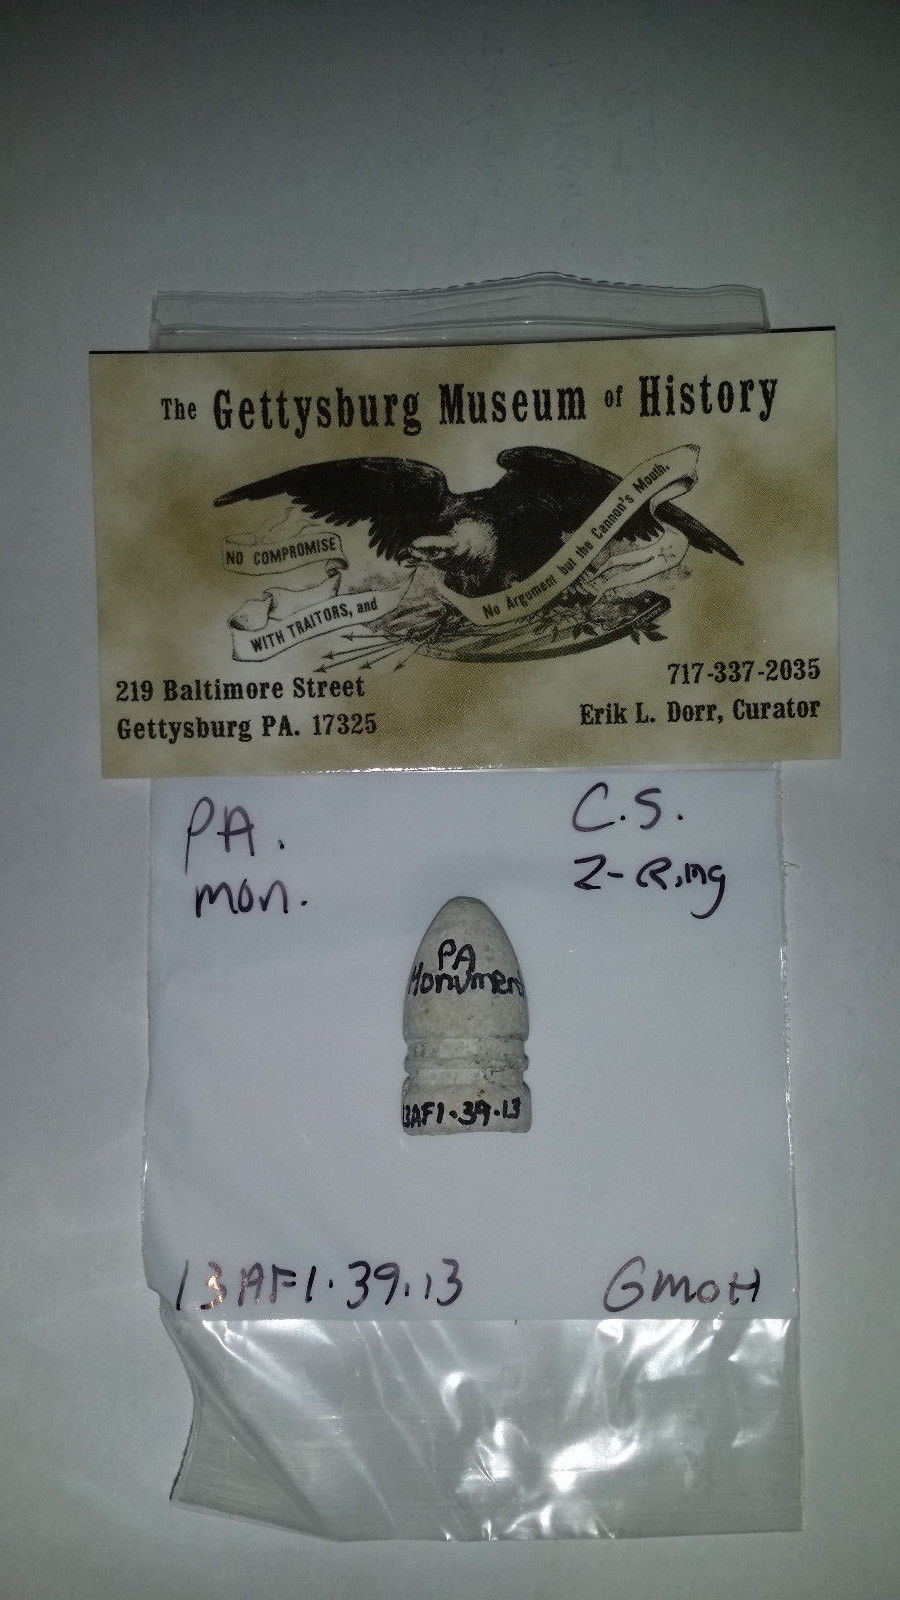 The Gettysburg Museum of History
NO COMPROMISE
WITH TRAITORS, and
No Argument but the Cannon's Mouth.
219 Baltimore Street
Gettysburg PA. 17325
717-337-2035
Erik L. Dorr, Curator
PA.
mon.
C.S.
2-Ring
PA
Monument
13AF1.39.13
13AF1.39.13
GMOH